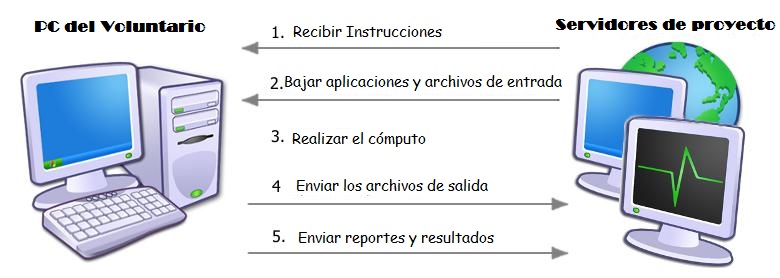 PC del Voluntario
Servidores de proyecto
1. Recibir Instrucciones
2. Bajar aplicaciones y archivos de entrada
3. Realizar el cómputo
4 Enviar los archivos de salida
5. Enviar reportes y resultados